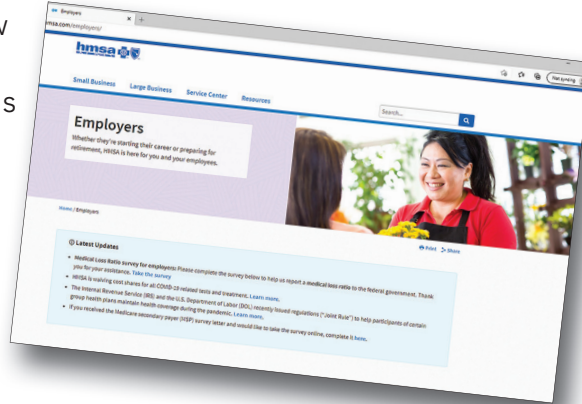 Employers
hmsa.com/employers/
Not syncing
hmsa
Small Business Large Business Service Center Resources
Search...
Employers
Whether they're starting their career or preparing for
retirement, HMSA is here for you and your employees.
Home / Employers
Print Share
Latest Updates
• Medical Loss Ratio survey for employers: Please complete the survey below to help us report a medical loss ratio to the federal government. Thank
you for your assistance. Take the survey
• HMSA is waiving cost shares for all COVID-19 related tests and treatment. Learn more.
• The Internal Revenue Service (IRS) and the U.S. Department of Labor (DOL) recently issued regulations ("Joint Rule") to help participants of certain
group health plans maintain health coverage during the pandemic. Learn more.
• If you received the Medicare secondary payer (MSP) survey letter and would like to take the survey online, complete it here.